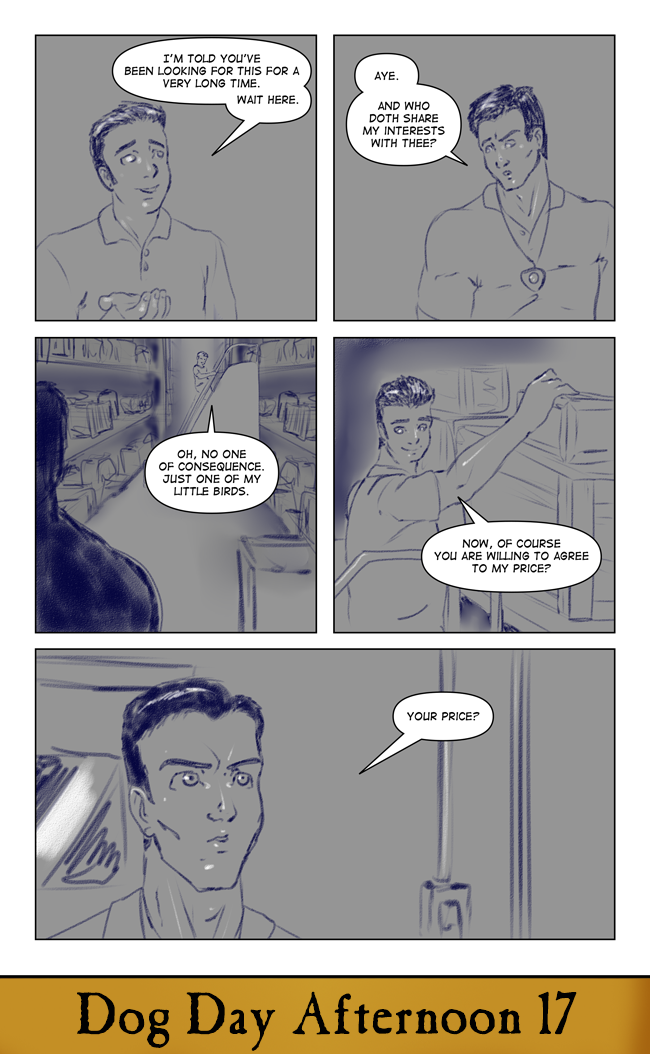 I'M TOLD YOU'VE
BEEN LOOKING FOR THIS FOR A
VERY LONG TIME.
WAIT HERE.
AYE.
AND WHO
DOTH SHARE
MY INTERESTS
WITH THEE?
OH, NO ONE
OF CONSEQUENCE.
JUST ONE OF MY
LITTLE BIRDS.
NOW, OF COURSE
YOU ARE WILLING TO AGREE
TO MY PRICE?
YOUR PRICE?
Dog Day Afternoon 17